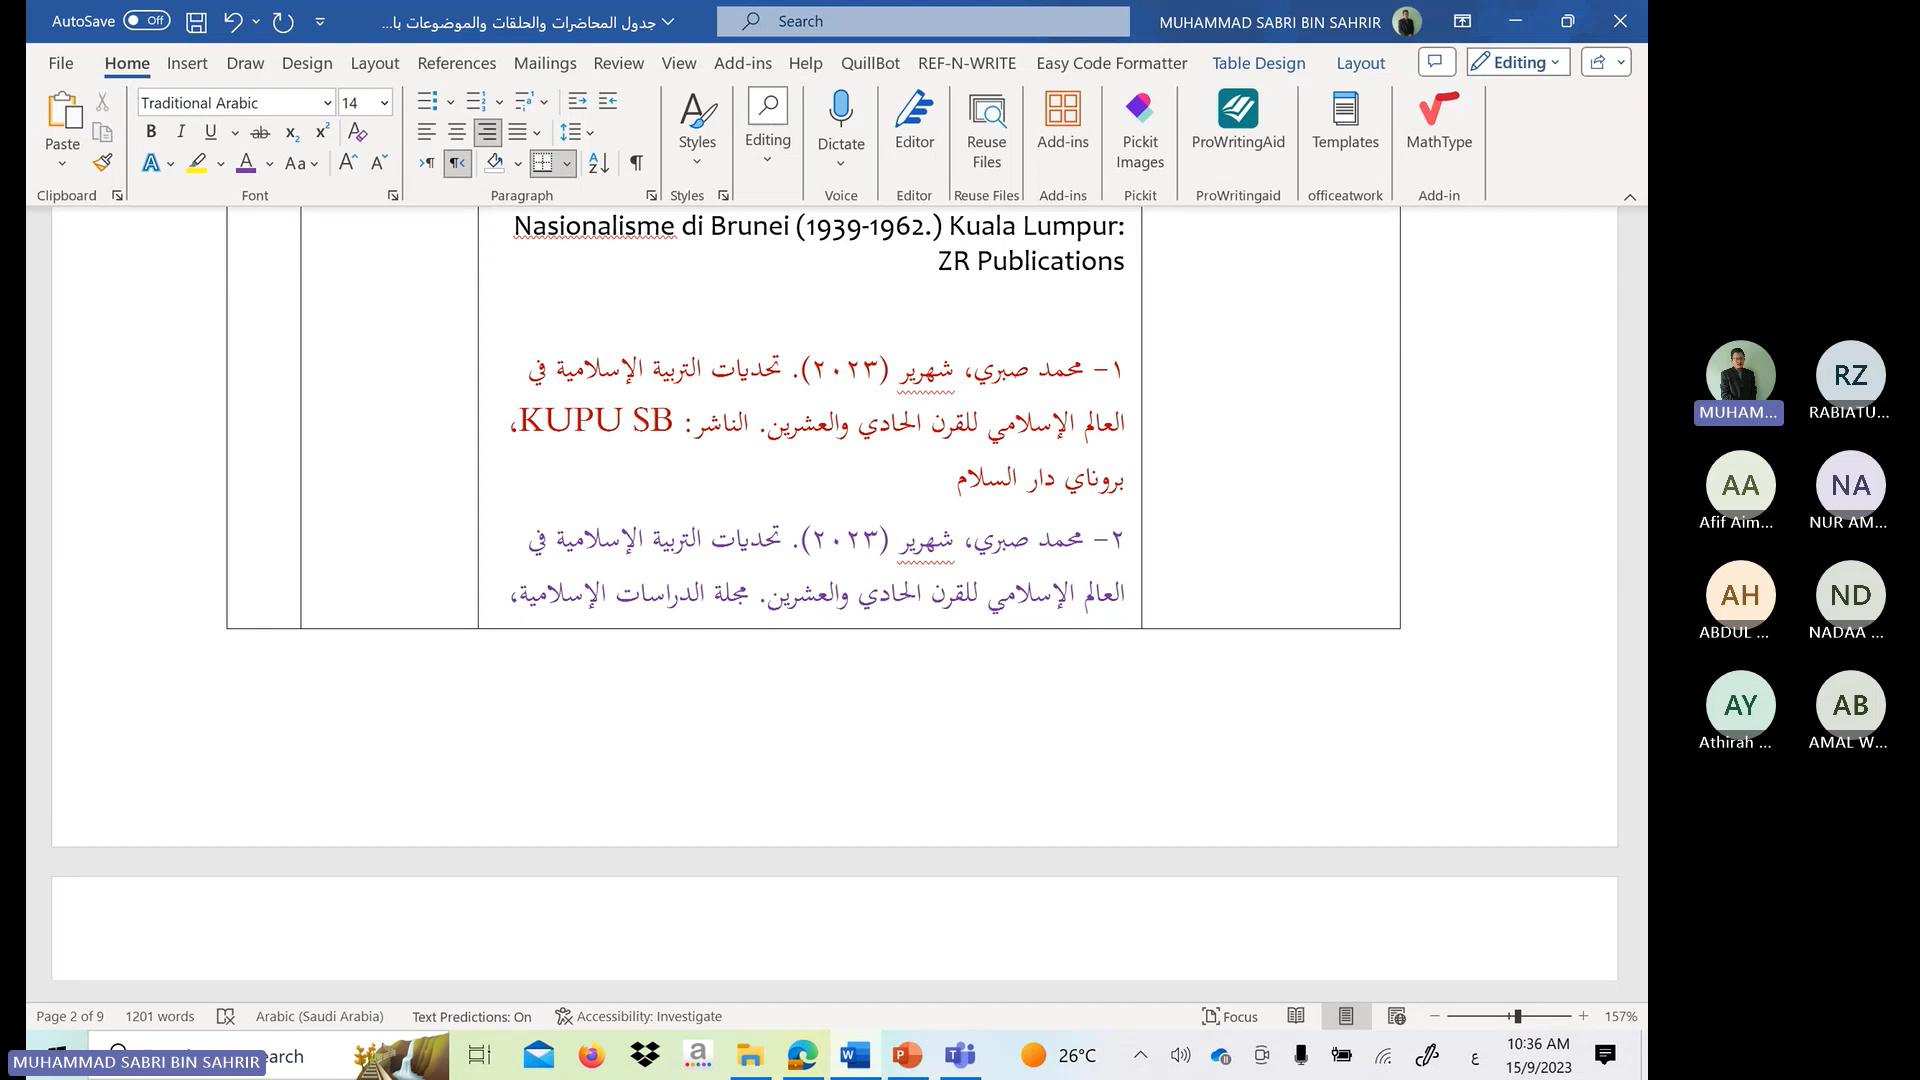 AutoSave Off
جدول المحاضرات والحلقات والموضوعات با...
Search
MUHAMMAD SABRI BIN SAHRIR
File Home Insert Draw Design Layout References Mailings Review View Add-ins Help QuillBot REF-N-WRITE Easy Code Formatter Table Design Layout Editing
Paste
Traditional Arabic 14
Styles
Editing
Dictate
Editor
Reuse Files
Add-ins
Pickit Images
ProWritingAid
Templates
MathType
Clipboard Font Paragraph Styles Voice Editor Reuse Files Add-ins Pickit ProWritingaid officeatwork Add-in
Nasionalisme di Brunei (1939-1962.) Kuala Lumpur:
ZR Publications
١- محمد صبري، شهرير (٢٠٢٣). تحديات التربية الإسلامية في
العالم الإسلامي للقرن الحادي والعشرين. الناشر: KUPU SB،
بروناي دار السلام
٢- محمد صبري، شهرير (٢٠٢٣). تحديات التربية الإسلامية في
العالم الإسلامي للقرن الحادي والعشرين. مجلة الدراسات الإسلامية،
MUHAM...
RZ
RABIATU...
AA
Afif Aim...
NA
NUR AM...
AH
ABDUL ...
ND
NADAA ...
AY
Athirah ...
AB
AMAL W...
Page 2 of 9 1201 words Arabic (Saudi Arabia) Text Predictions: On Accessibility: Investigate Focus 157%
MUHAMMAD SABRI BIN SAHRIR
26°C
ع
10:36 AM
15/9/2023